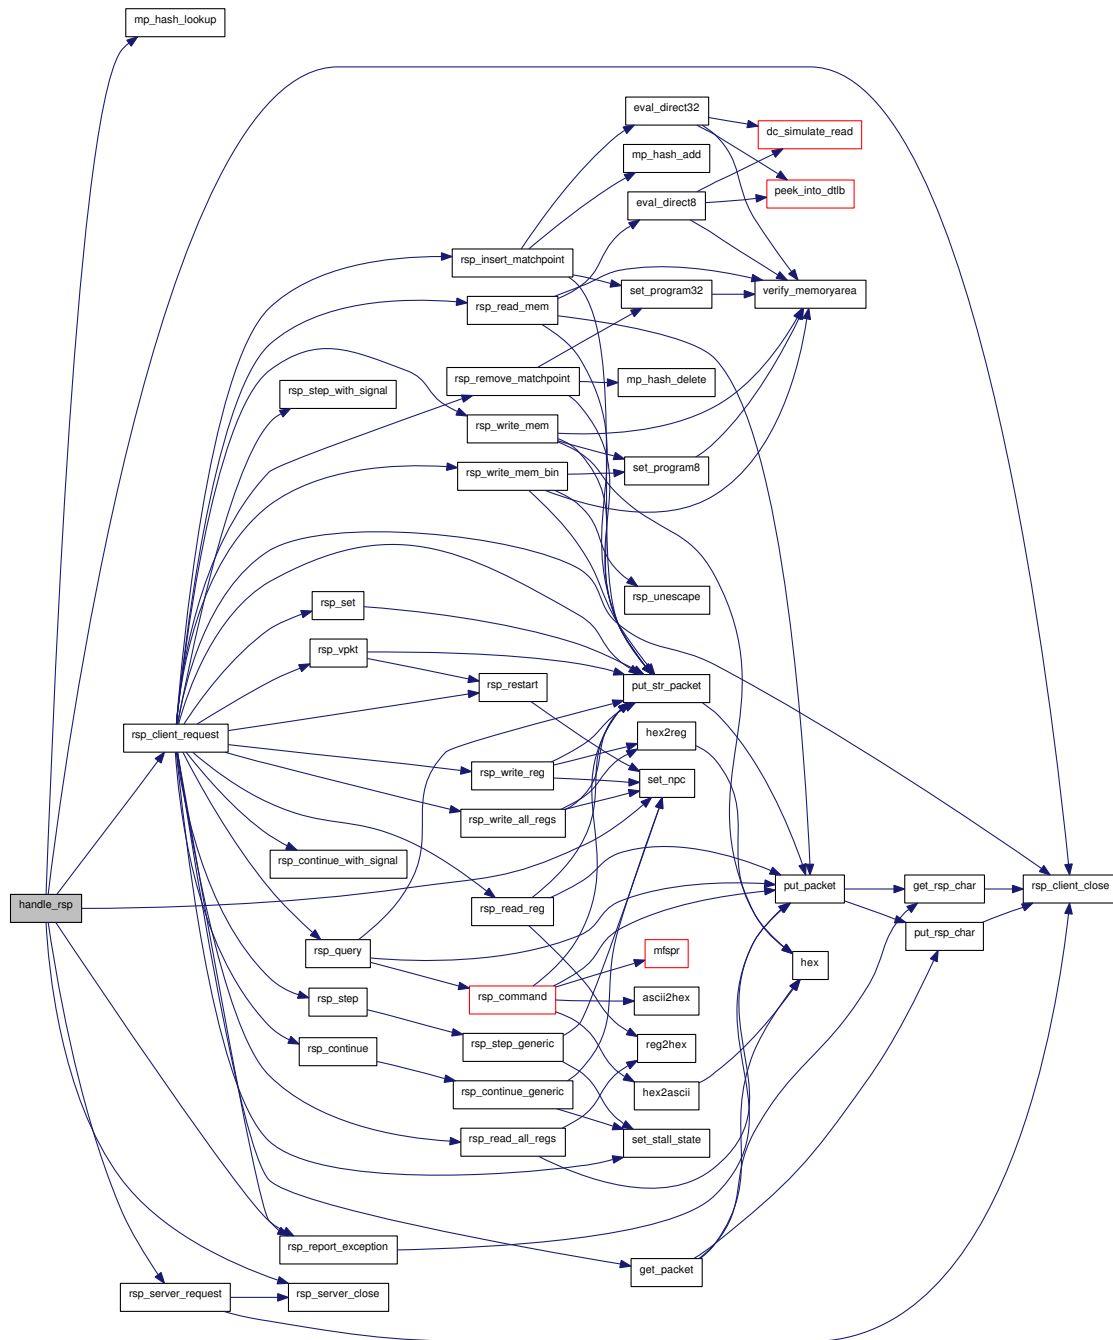 mp_hash_lookup
eval_direct32
dc_simulate_read
mp_hash_add
peek_into_dtlb
eval_direct8
rsp_insert_matchpoint
set_program32
verify_memoryarea
rsp_read_mem
rsp_remove_matchpoint
mp_hash_delete
rsp_step_with_signal
rsp_write_mem
rsp_write_mem_bin
set_program8
rsp_unescape
rsp_set
rsp_vpkt
rsp_restart
put_str_packet
rsp_client_request
hex2reg
rsp_write_reg
set_npc
rsp_write_all_regs
rsp_continue_with_signal
handle_rsp
rsp_read_reg
put_packet
get_rsp_char
rsp_client_close
put_rsp_char
rsp_query
mfspr
hex
rsp_step
rsp_command
ascii2hex
rsp_continue
rsp_step_generic
reg2hex
rsp_continue_generic
hex2ascii
rsp_read_all_regs
set_stall_state
rsp_report_exception
get_packet
rsp_server_request
rsp_server_close